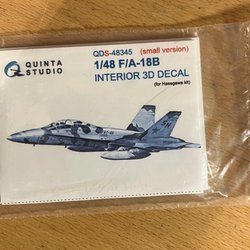 QUINTA
STUDIO
QDS-48345 (small version)
1/48 F/A-18B
INTERIOR 3D DECAL
(for Hasegawa kit)